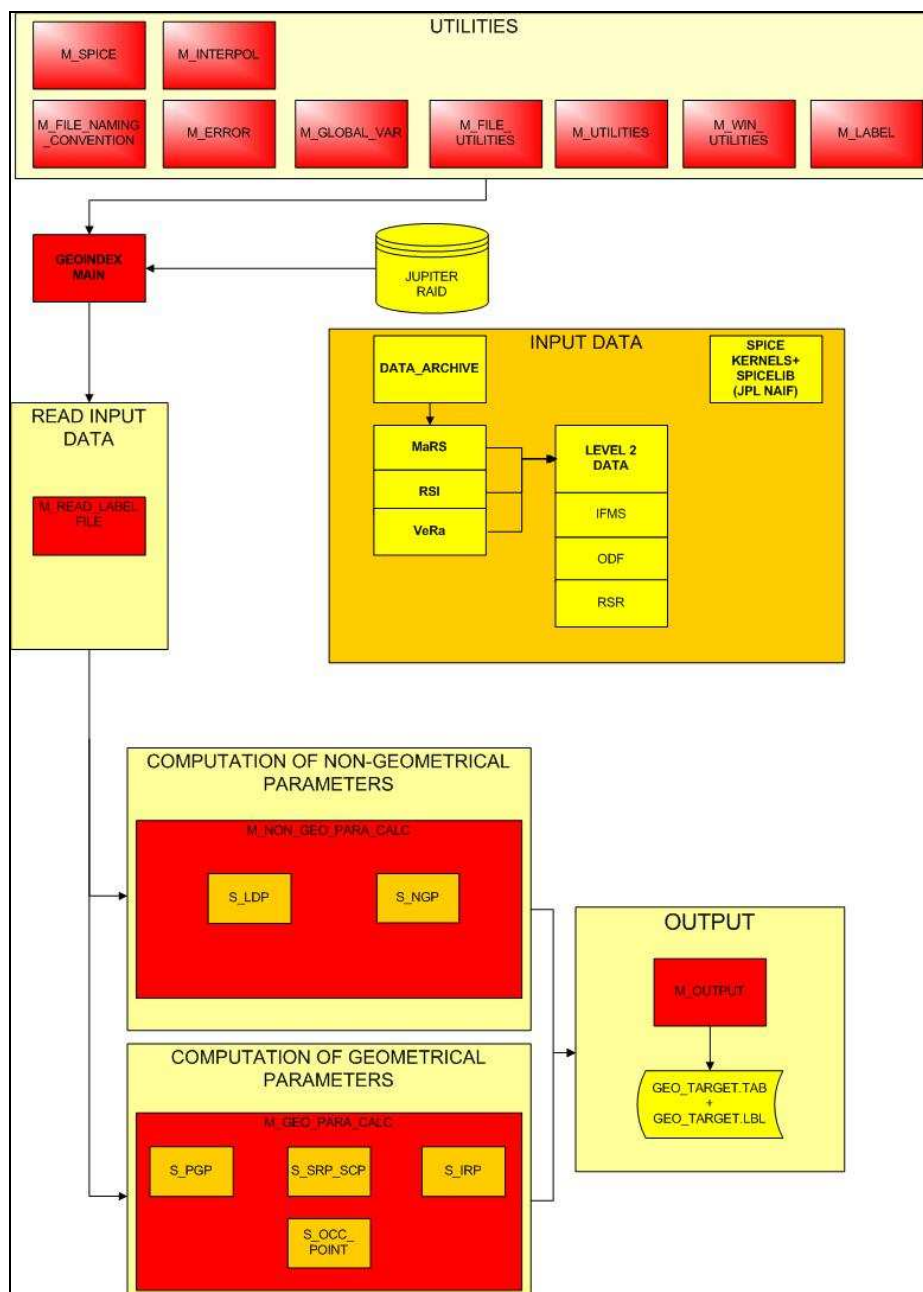 UTILITIES
M_SPICE
M_INTERPOL
M_FILE_NAMING
_CONVENTION
M_ERROR
M_GLOBAL_VAR
M_FILE_
UTILITIES
M_UTILITIES
M_WIN_
UTILITIES
M_LABEL
GEOINDEX
MAIN
JUPITER
RAID
INPUT DATA
DATA_ARCHIVE
SPICE
KERNELS+
SPICELIB
(JPL NAIF)
MaRS
RSI
VeRa
LEVEL 2
DATA
IFMS
ODF
RSR
READ INPUT
DATA
M_READ_LABEL
FILE
COMPUTATION OF NON-GEOMETRICAL
PARAMETERS
M_NON_GEO_PARA_CALC
S_LDP
S_NGP
COMPUTATION OF GEOMETRICAL
PARAMETERS
M_GEO_PARA_CALC
S_PGP
S_SRP_SCP
S_IRP
S_OCC_
POINT
OUTPUT
M_OUTPUT
GEO_TARGET.TAB
+
GEO_TARGET.LBL